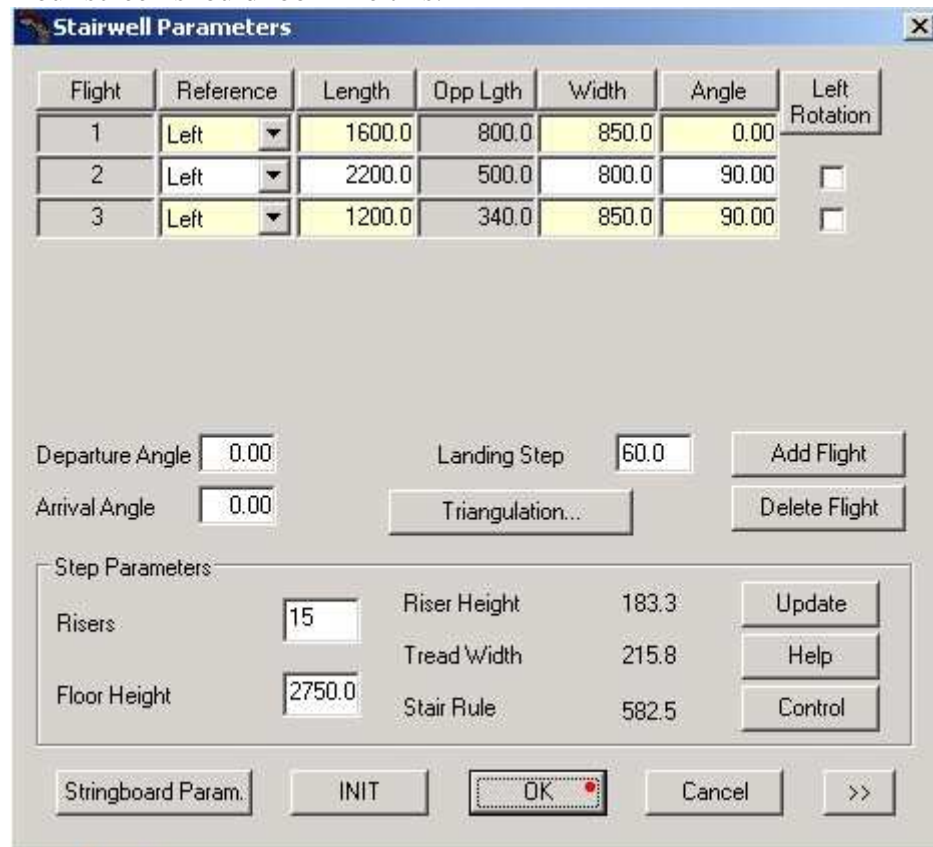 Stairwell Parameters
Flight Reference Length Opp Lgth Width Angle Left Rotation
1 Left 1600.0 800.0 850.0 0.00
2 Left 2200.0 500.0 800.0 90.00
3 Left 1200.0 340.0 850.0 90.00
Departure Angle 0.00 Landing Step 60.0 Add Flight
Arrival Angle 0.00 Triangulation... Delete Flight
Step Parameters
Risers 15 Riser Height 183.3 Update
Tread Width 215.8 Help
Floor Height 2750.0 Stair Rule 582.5 Control
Stringboard Param. INIT OK Cancel >>